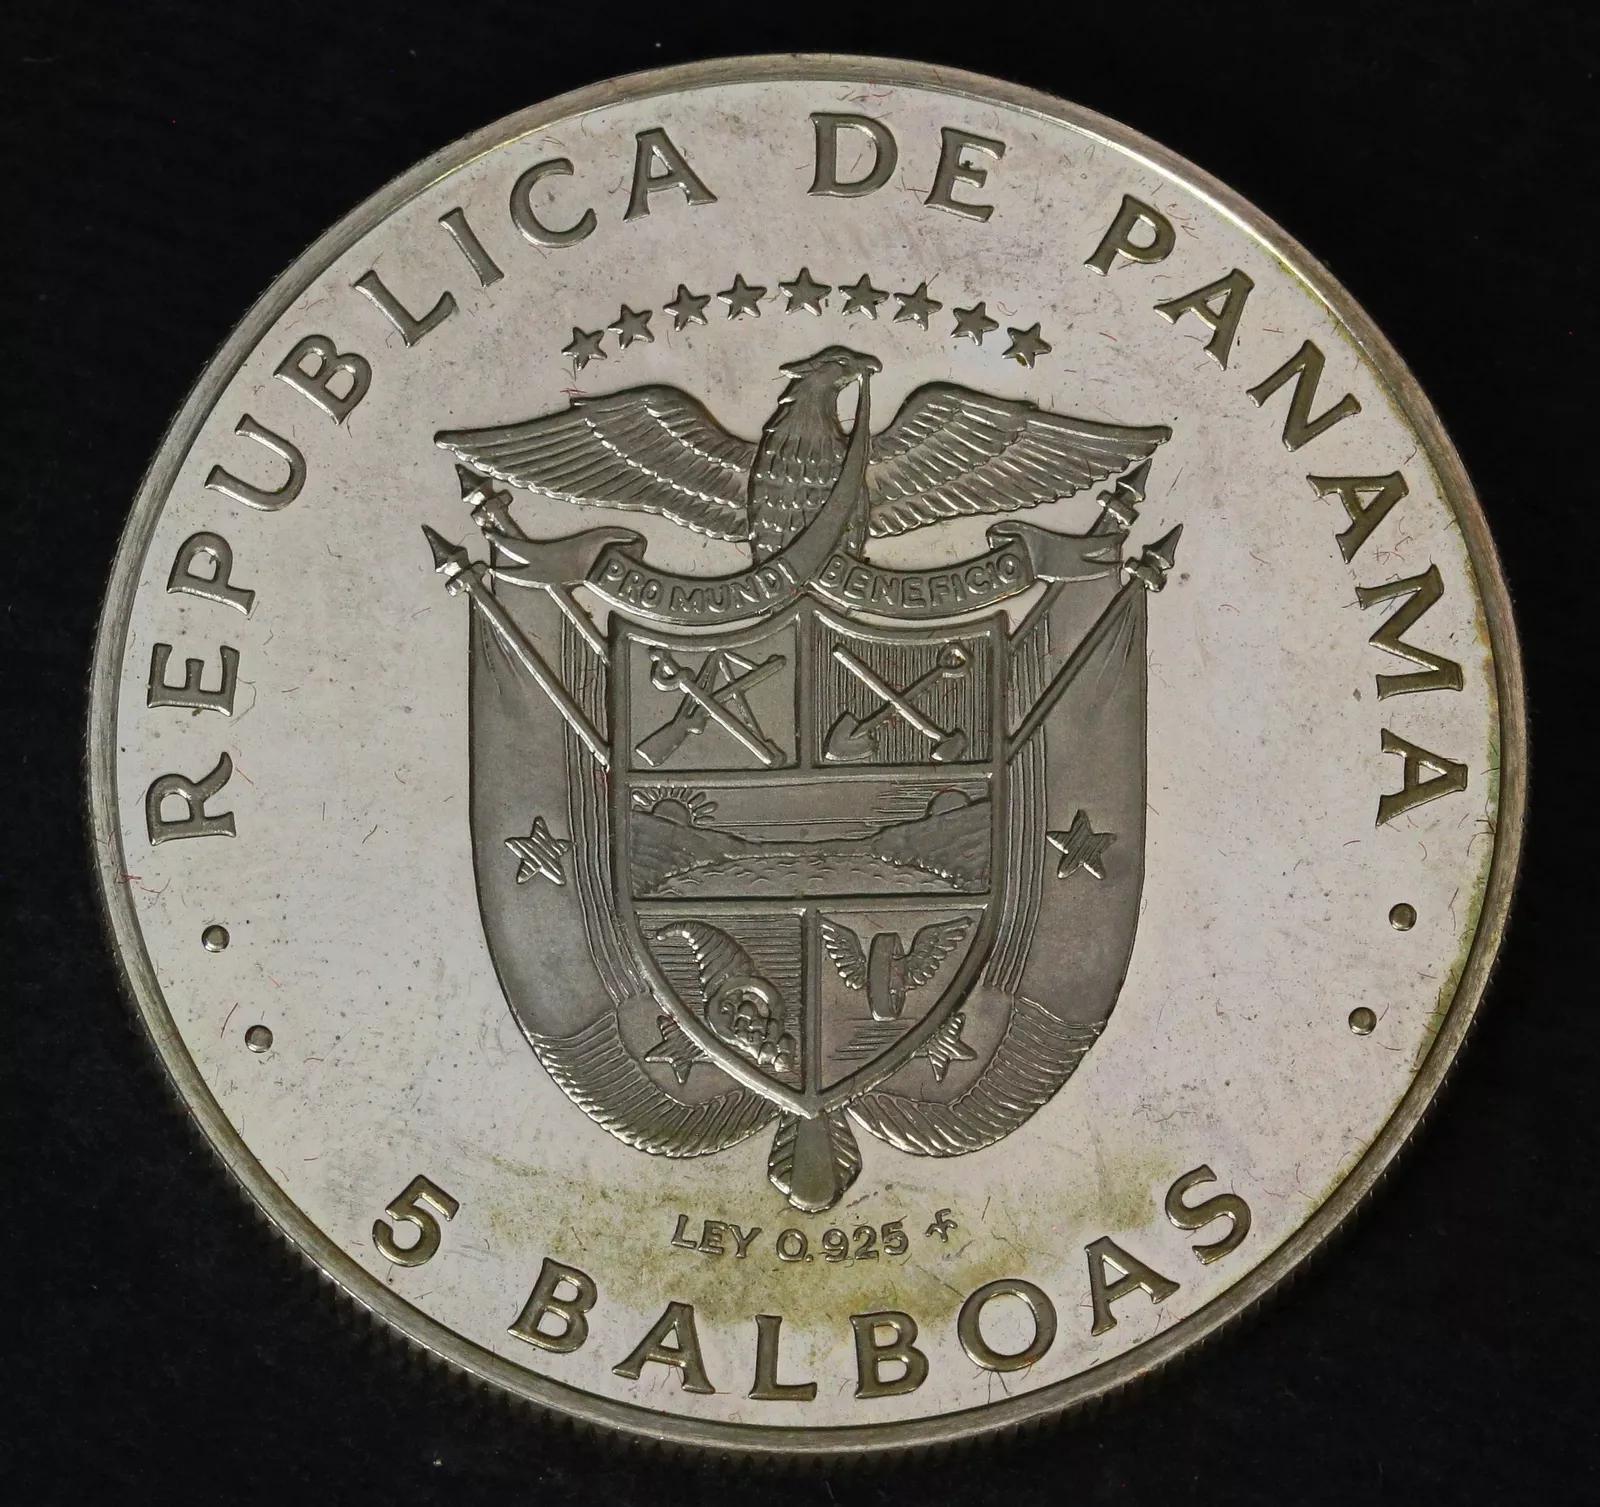 REPUBLICA DE PANAMA
PRO MUNDI BENEFICIO
LEY 0.925
5 BALBOAS